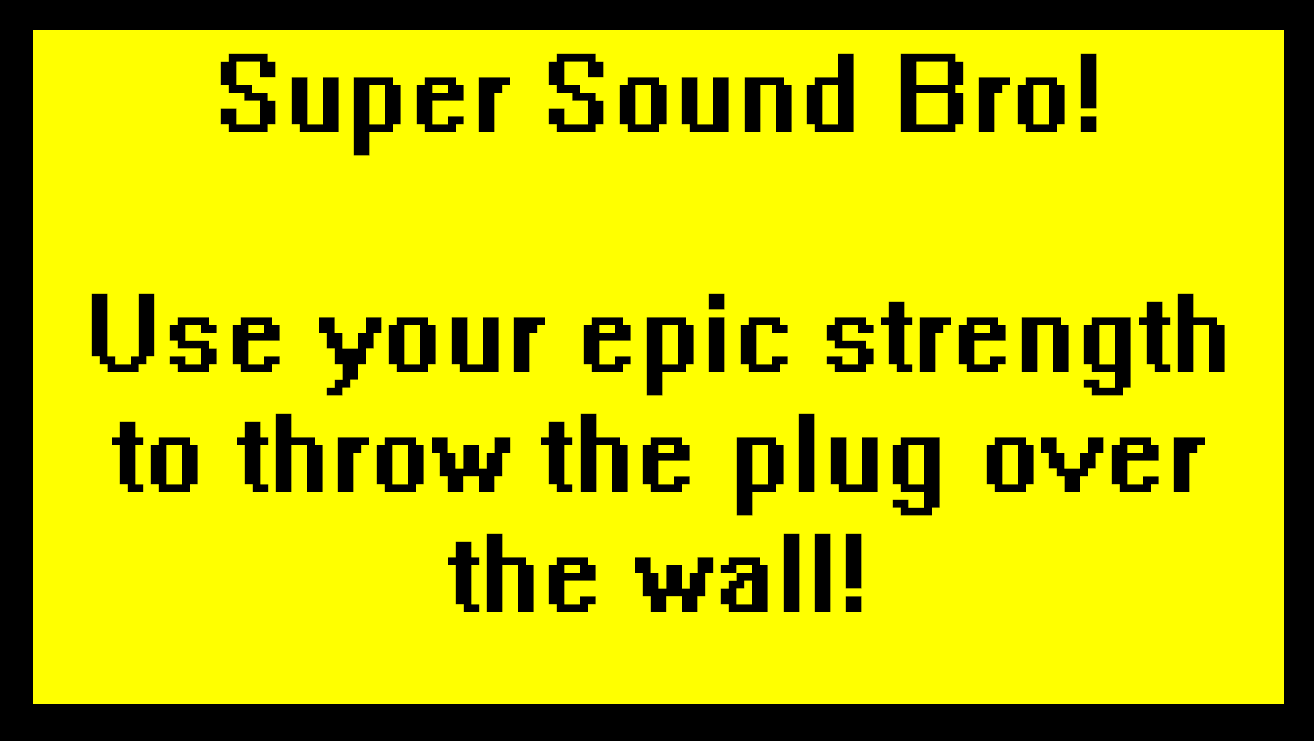 Super Sound Bro!
Use your epic strength
to throw the plug over
the wall!